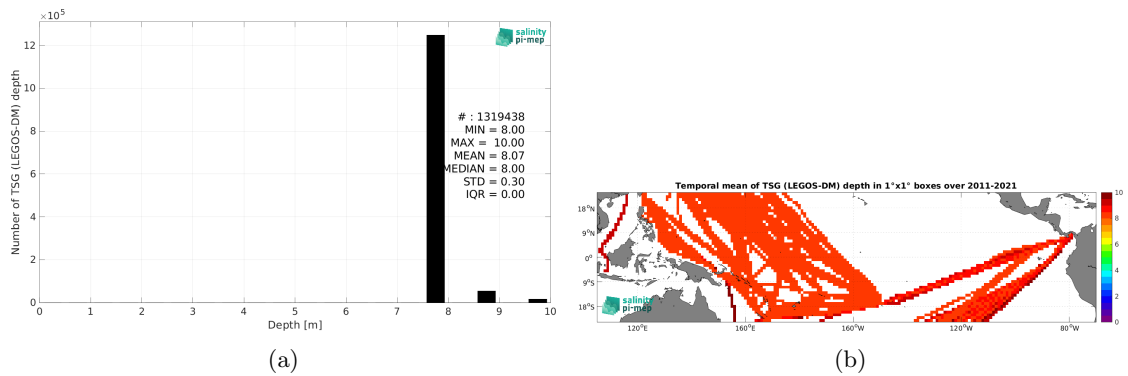 ×10⁵
12
10
8
6
4
2
0
Number of TSG (LEGOS-DM) depth
0 1 2 3 4 5 6 7 8 9 10
Depth [m]
salinity
pi-mep
# : 1319438
MIN = 8.00
MAX = 10.00
MEAN = 8.07
MEDIAN = 8.00
STD = 0.30
IQR = 0.00
(a)
Temporal mean of TSG (LEGOS-DM) depth in 1°x1° boxes over 2011-2021
18°N
9°N
0°
9°S
18°S
120°E 160°E 160°W 120°W 80°W
salinity
pi-mep
10
8
6
4
2
0
(b)